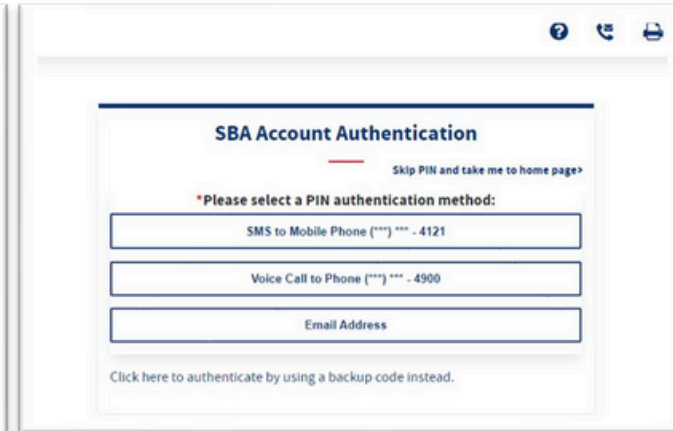 SBA Account Authentication
Skip PIN and take me to home page>
*Please select a PIN authentication method:
SMS to Mobile Phone (***) *** - 4121
Voice Call to Phone (***) *** - 4900
Email Address
Click here to authenticate by using a backup code instead.